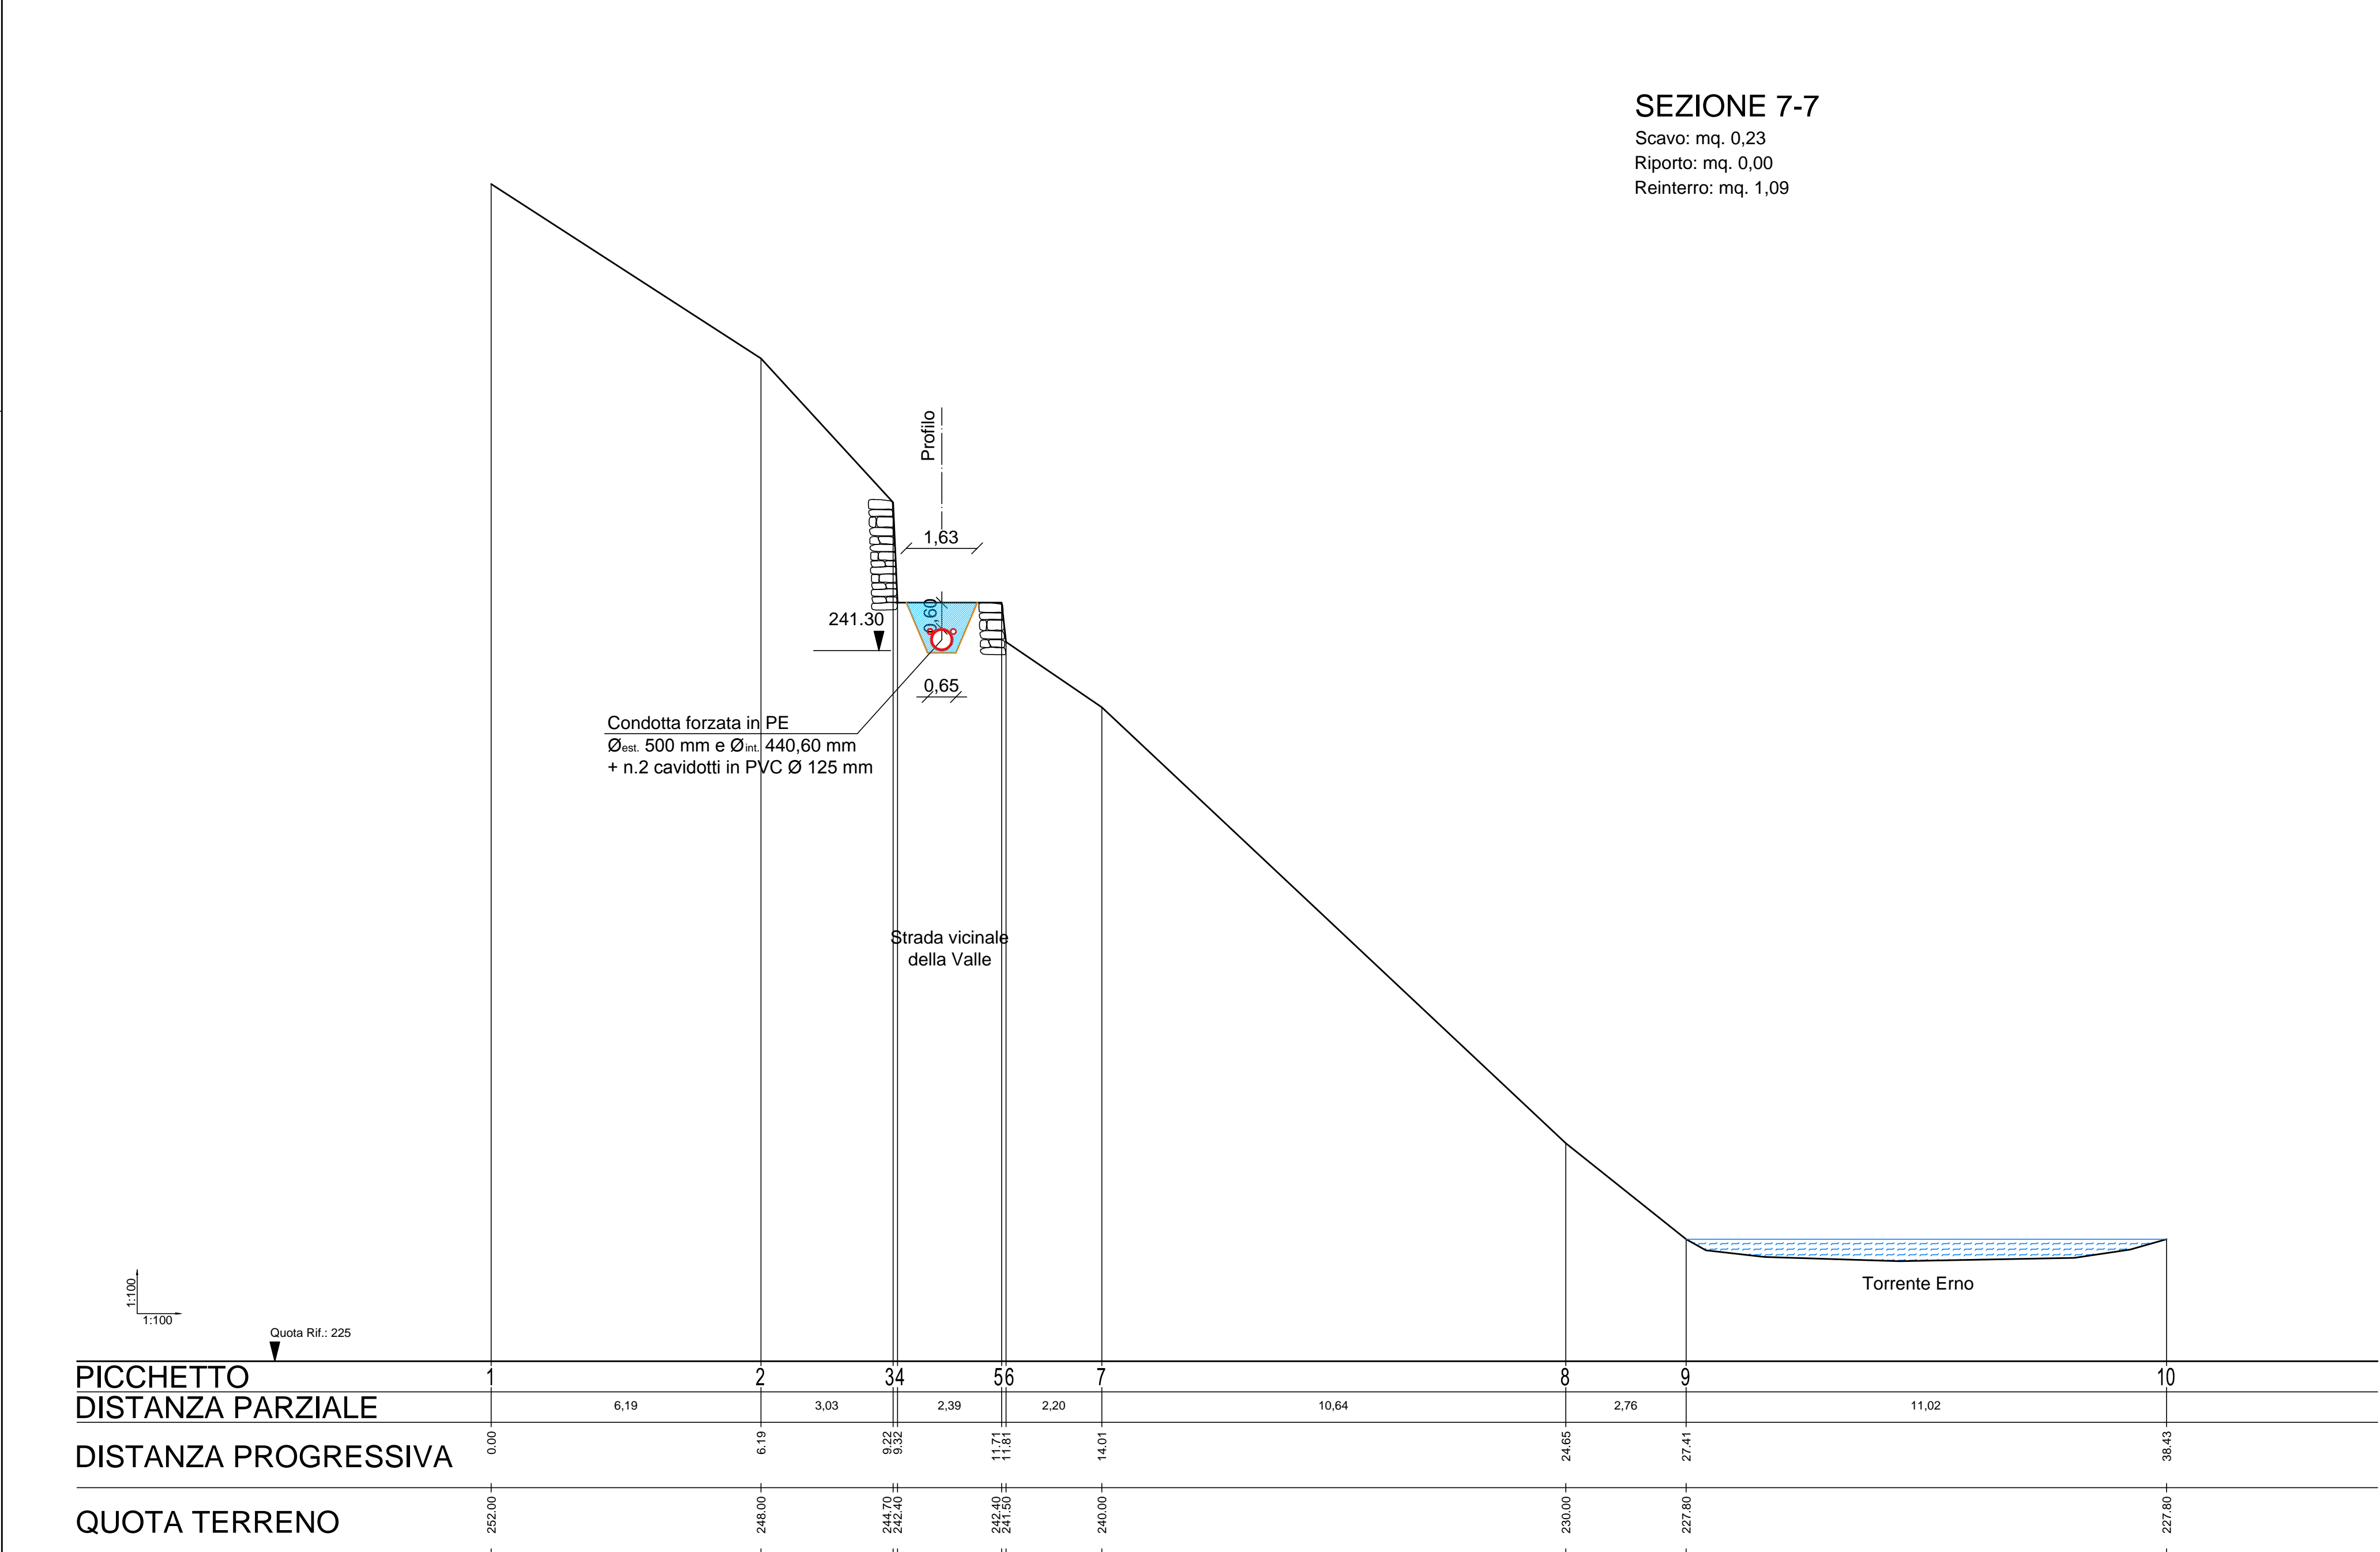 SEZIONE 7-7
Scavo: mq. 0,23
Riporto: mq. 0,00
Reinterro: mq. 1,09
Profilo
1,63
0,60
241.30
0,65
Condotta forzata in PE
Øest. 500 mm e Øint. 440,60 mm
+ n.2 cavidotti in PVC Ø 125 mm
Strada vicinale
della Valle
Torrente Erno
1:100
1:100
Quota Rif.: 225
PICCHETTO 1 2 3 4 5 6 7 8 9 10
DISTANZA PARZIALE 6,19 3,03 2,39 2,20 10,64 2,76 11,02
DISTANZA PROGRESSIVA 0.00 6.19 9.22 9.32 11.71 11.81 14.01 24.65 27.41 38.43
QUOTA TERRENO 252.00 248.00 244.70 242.40 242.40 241.50 240.00 230.00 227.80 227.80